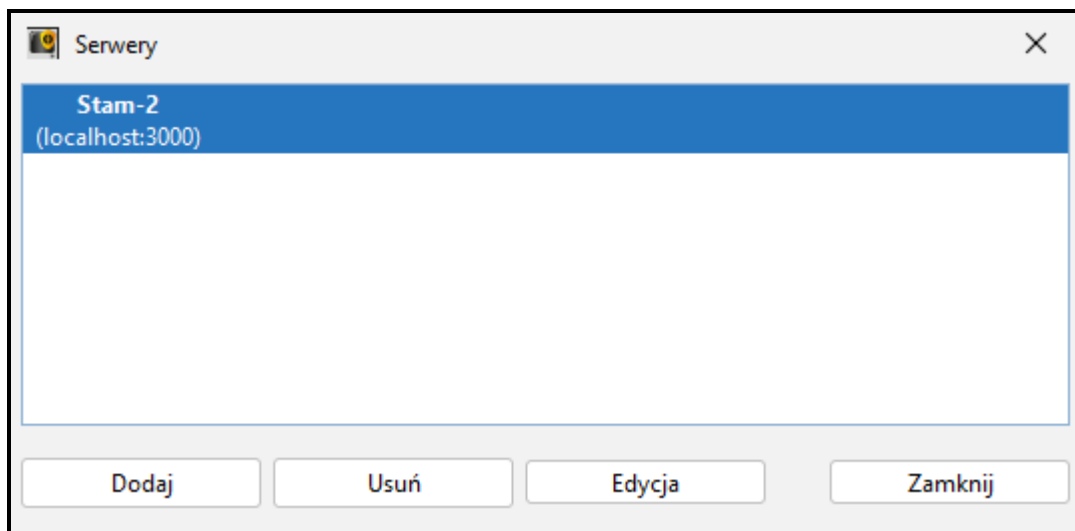 Serwery
Stam-2
(localhost:3000)
Dodaj
Usuń
Edycja
Zamknij